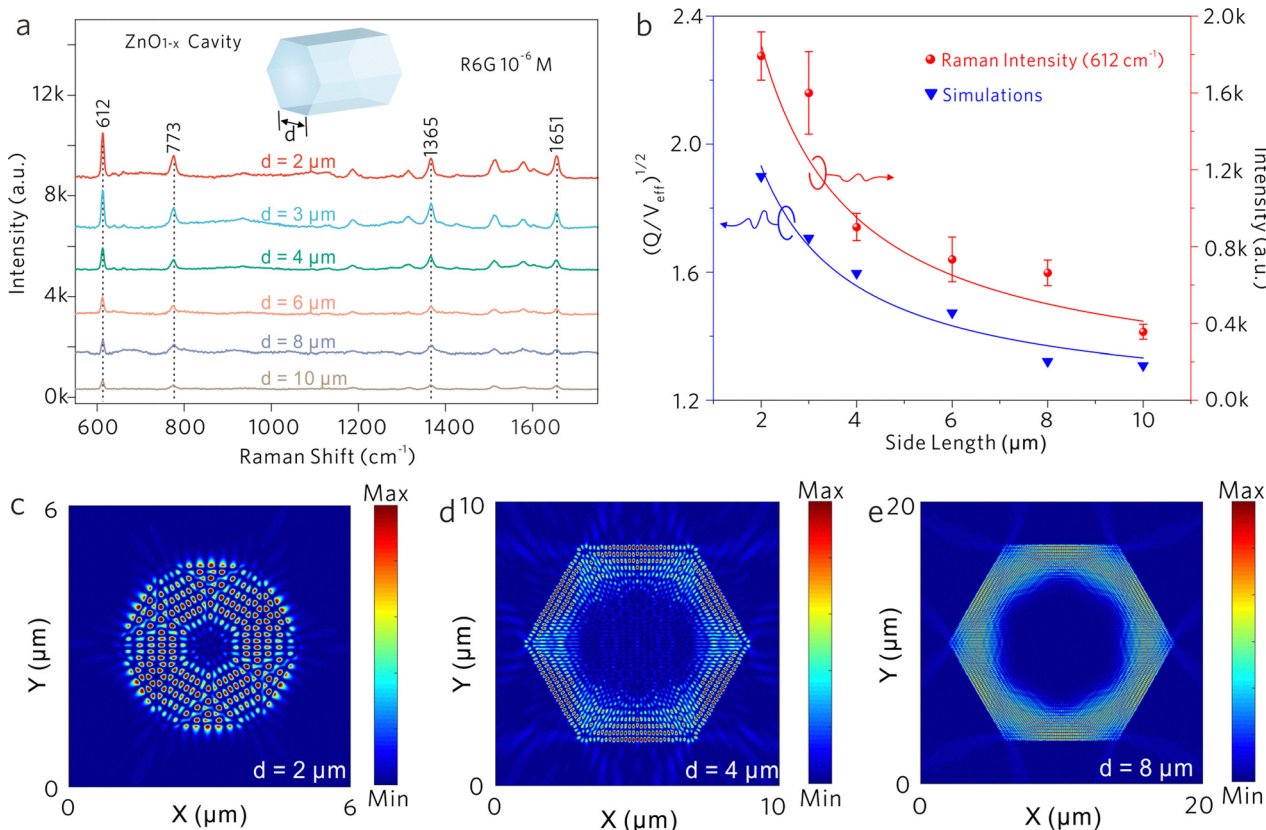 a
ZnO1-x Cavity
R6G 10⁻⁶ M
d
612
773
1365
1651
d = 2 μm
d = 3 μm
d = 4 μm
d = 6 μm
d = 8 μm
d = 10 μm
12k
8k
4k
0k
Intensity (a.u.)
600
800
1000
1200
1400
1600
Raman Shift (cm⁻¹)
b
2.4
2.0
1.6
1.2
(Q/Veff)^1/2
Raman Intensity (612 cm⁻¹)
Simulations
2.0k
1.6k
1.2k
0.8k
0.4k
0.0k
Intensity (a.u.)
2
4
6
8
10
Side Length (μm)
c
6
Y (μm)
0
0
X (μm)
6
d = 2 μm
Max
Min
d
10
Y (μm)
0
0
X (μm)
10
d = 4 μm
Max
Min
e
20
Y (μm)
0
0
X (μm)
20
d = 8 μm
Max
Min